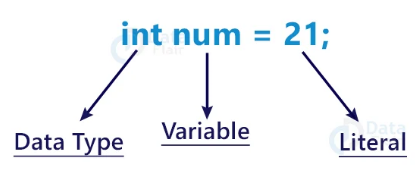 int num = 21;
Data Type
Variable
Literal